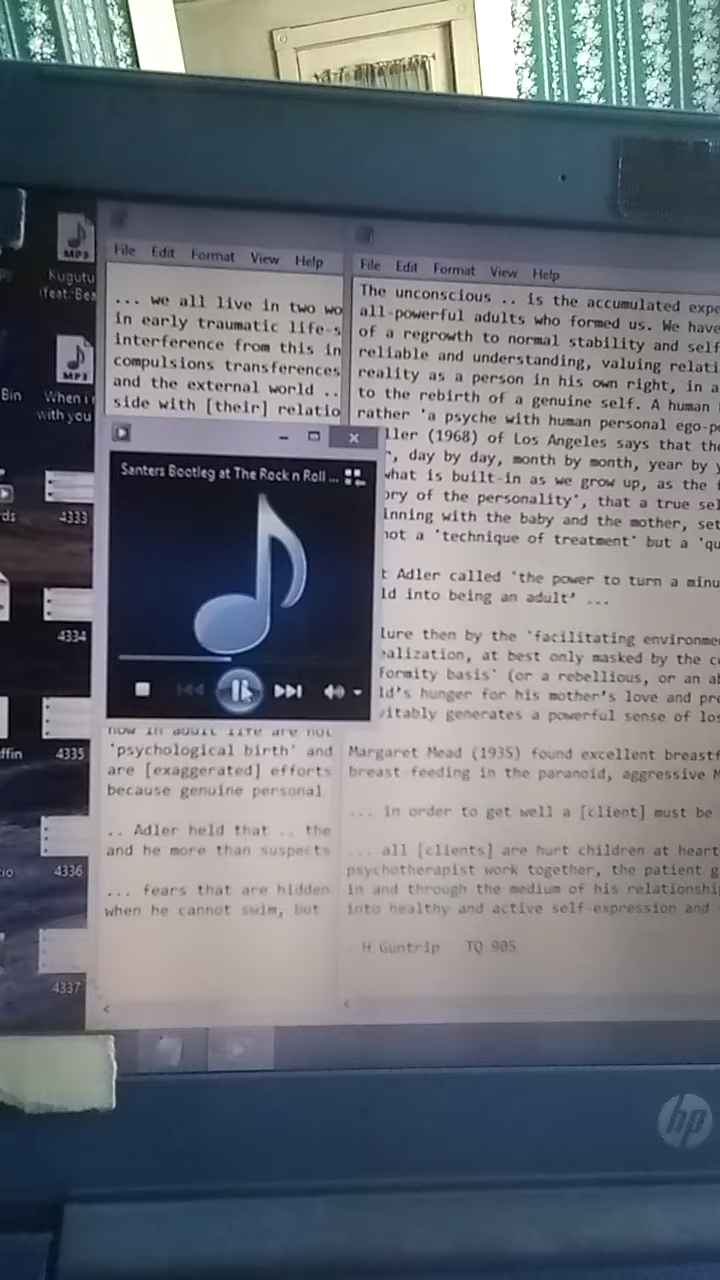 MP3
Kugutu
(feat. Bea
MP3
Bin
When i
with you
ds
4333
4334
ffin
4335
4336
4337
File Edit Format View Help
... we all live in two wo
in early traumatic life-s
interference from this in
compulsions transferences
and the external world ..
side with [their] relatio
Santers Bootleg at The Rock n Roll ...
now in adult life are not
'psychological birth' and
are [exaggerated] efforts
because genuine personal
.. Adler held that .. the
and he more than suspects
... fears that are hidden
when he cannot swim, but
File Edit Format View Help
The unconscious .. is the accumulated expe
all-powerful adults who formed us. We have
of a regrowth to normal stability and self
reliable and understanding, valuing relati
reality as a person in his own right, in a
to the rebirth of a genuine self. A human
rather 'a psyche with human personal ego-p
ller (1968) of Los Angeles says that the
, day by day, month by month, year by y
what is built-in as we grow up, as the
ory of the personality', that a true sel
inning with the baby and the mother, set
not a 'technique of treatment' but a 'qu
t Adler called 'the power to turn a minu
ld into being an adult' ...
lure then by the 'facilitating environme
alization, at best only masked by the c
formity basis' (or a rebellious, or an a
ld's hunger for his mother's love and pr
vitably generates a powerful sense of los
Margaret Mead (1935) found excellent breastf
breast-feeding in the paranoid, aggressive M
... in order to get well a [client] must be
... all [clients] are hurt children at heart
psychotherapist work together, the patient g
in and through the medium of his relationshi
into healthy and active self-expression and
H Guntrip TQ 905
hp